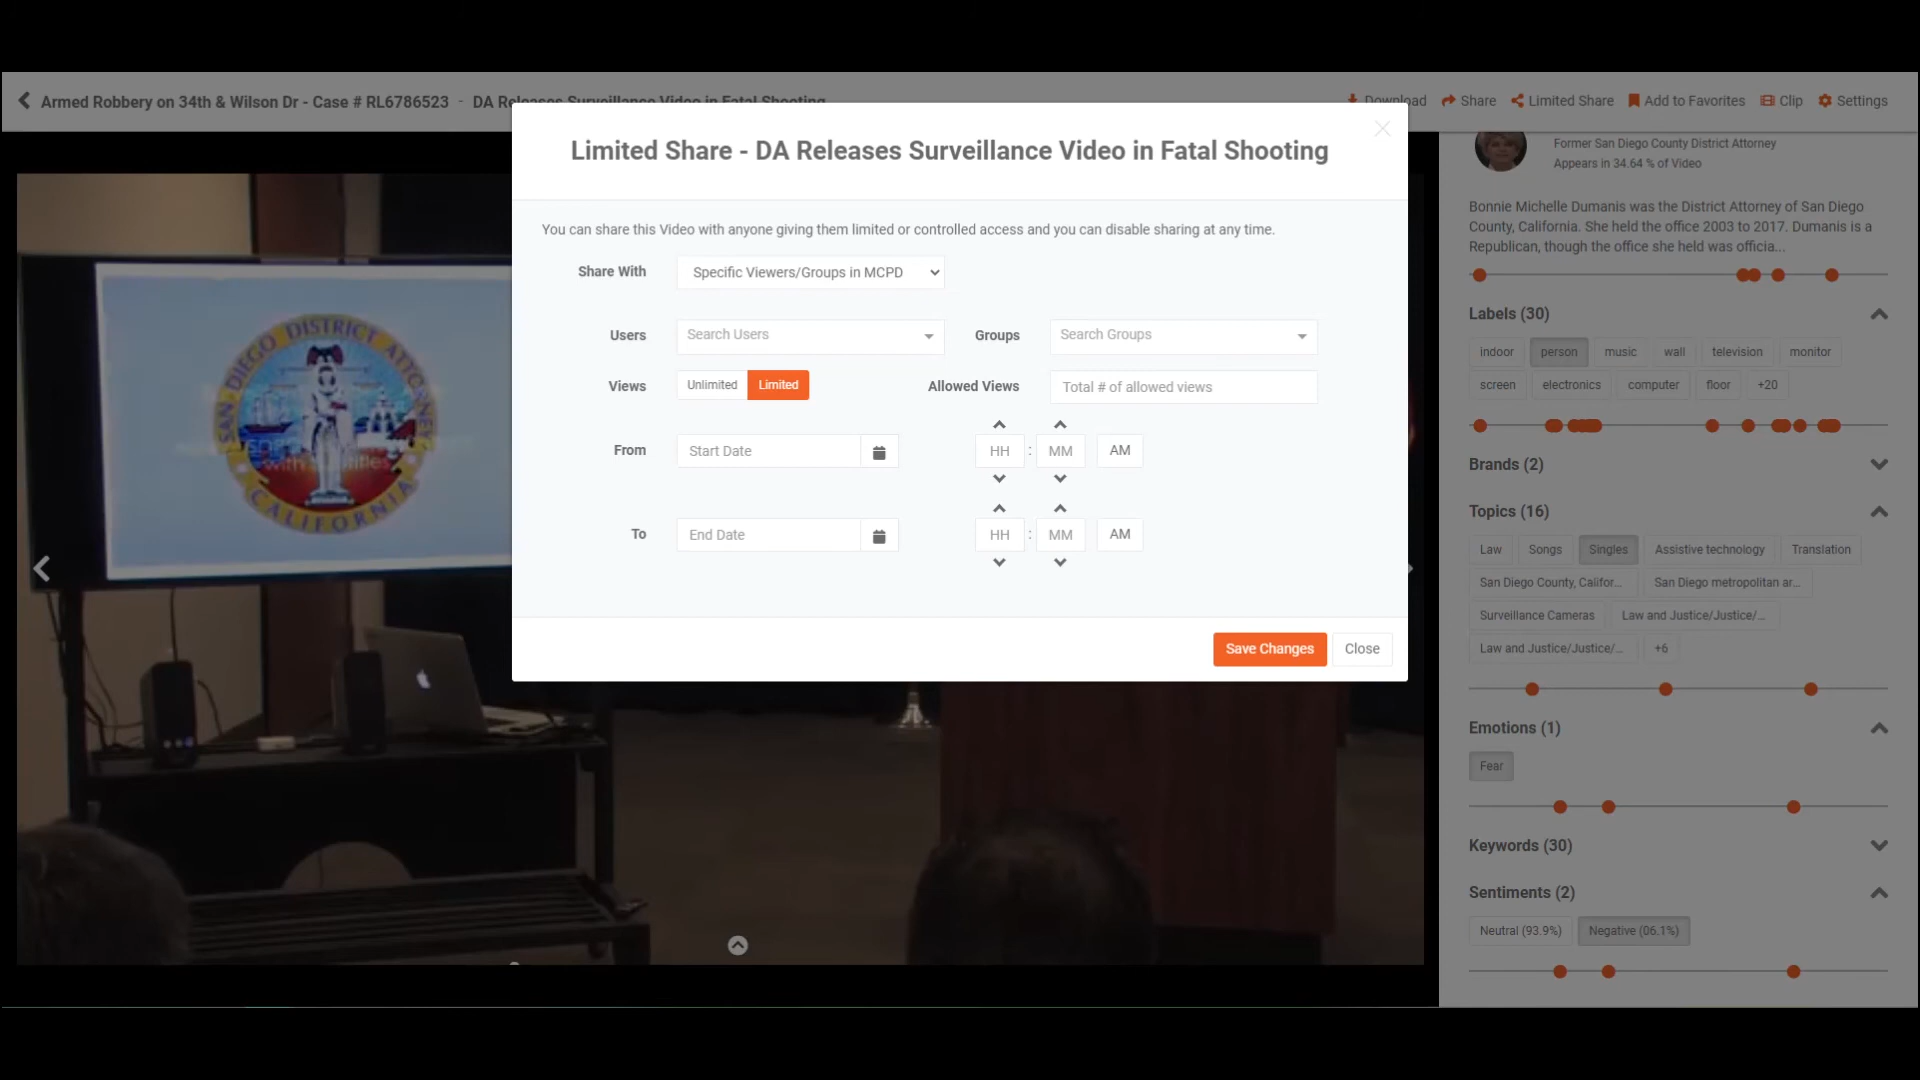 Armed Robbery on 34th & Wilson Dr - Case # RL6786523 - DA Releases Surveillance Video in Fatal Shooting
Download Share Limited Share Add to Favorites Clip Settings
Limited Share - DA Releases Surveillance Video in Fatal Shooting
You can share this Video with anyone giving them limited or controlled access and you can disable sharing at any time.
Share With Specific Viewers/Groups in MCPD
Users Search Users Groups Search Groups
Views Unlimited Limited Allowed Views Total # of allowed views
From Start Date HH : MM AM
To End Date HH : MM AM
Save Changes Close
SAN DIEGO DISTRICT ATTORNEY
CALIFORNIA
Former San Diego County District Attorney
Appears in 34.64 % of Video
Bonnie Michelle Dumanis was the District Attorney of San Diego
County, California. She held the office 2003 to 2017. Dumanis is a
Republican, though the office she held was officia...
Labels (30)
indoor person music wall television monitor
screen electronics computer floor +20
Brands (2)
Topics (16)
Law Songs Singles Assistive technology Translation
San Diego County, Califor... San Diego metropolitan ar...
Surveillance Cameras Law and Justice/Justice/...
Law and Justice/Justice/... +6
Emotions (1)
Fear
Keywords (30)
Sentiments (2)
Neutral (93.9%) Negative (06.1%)